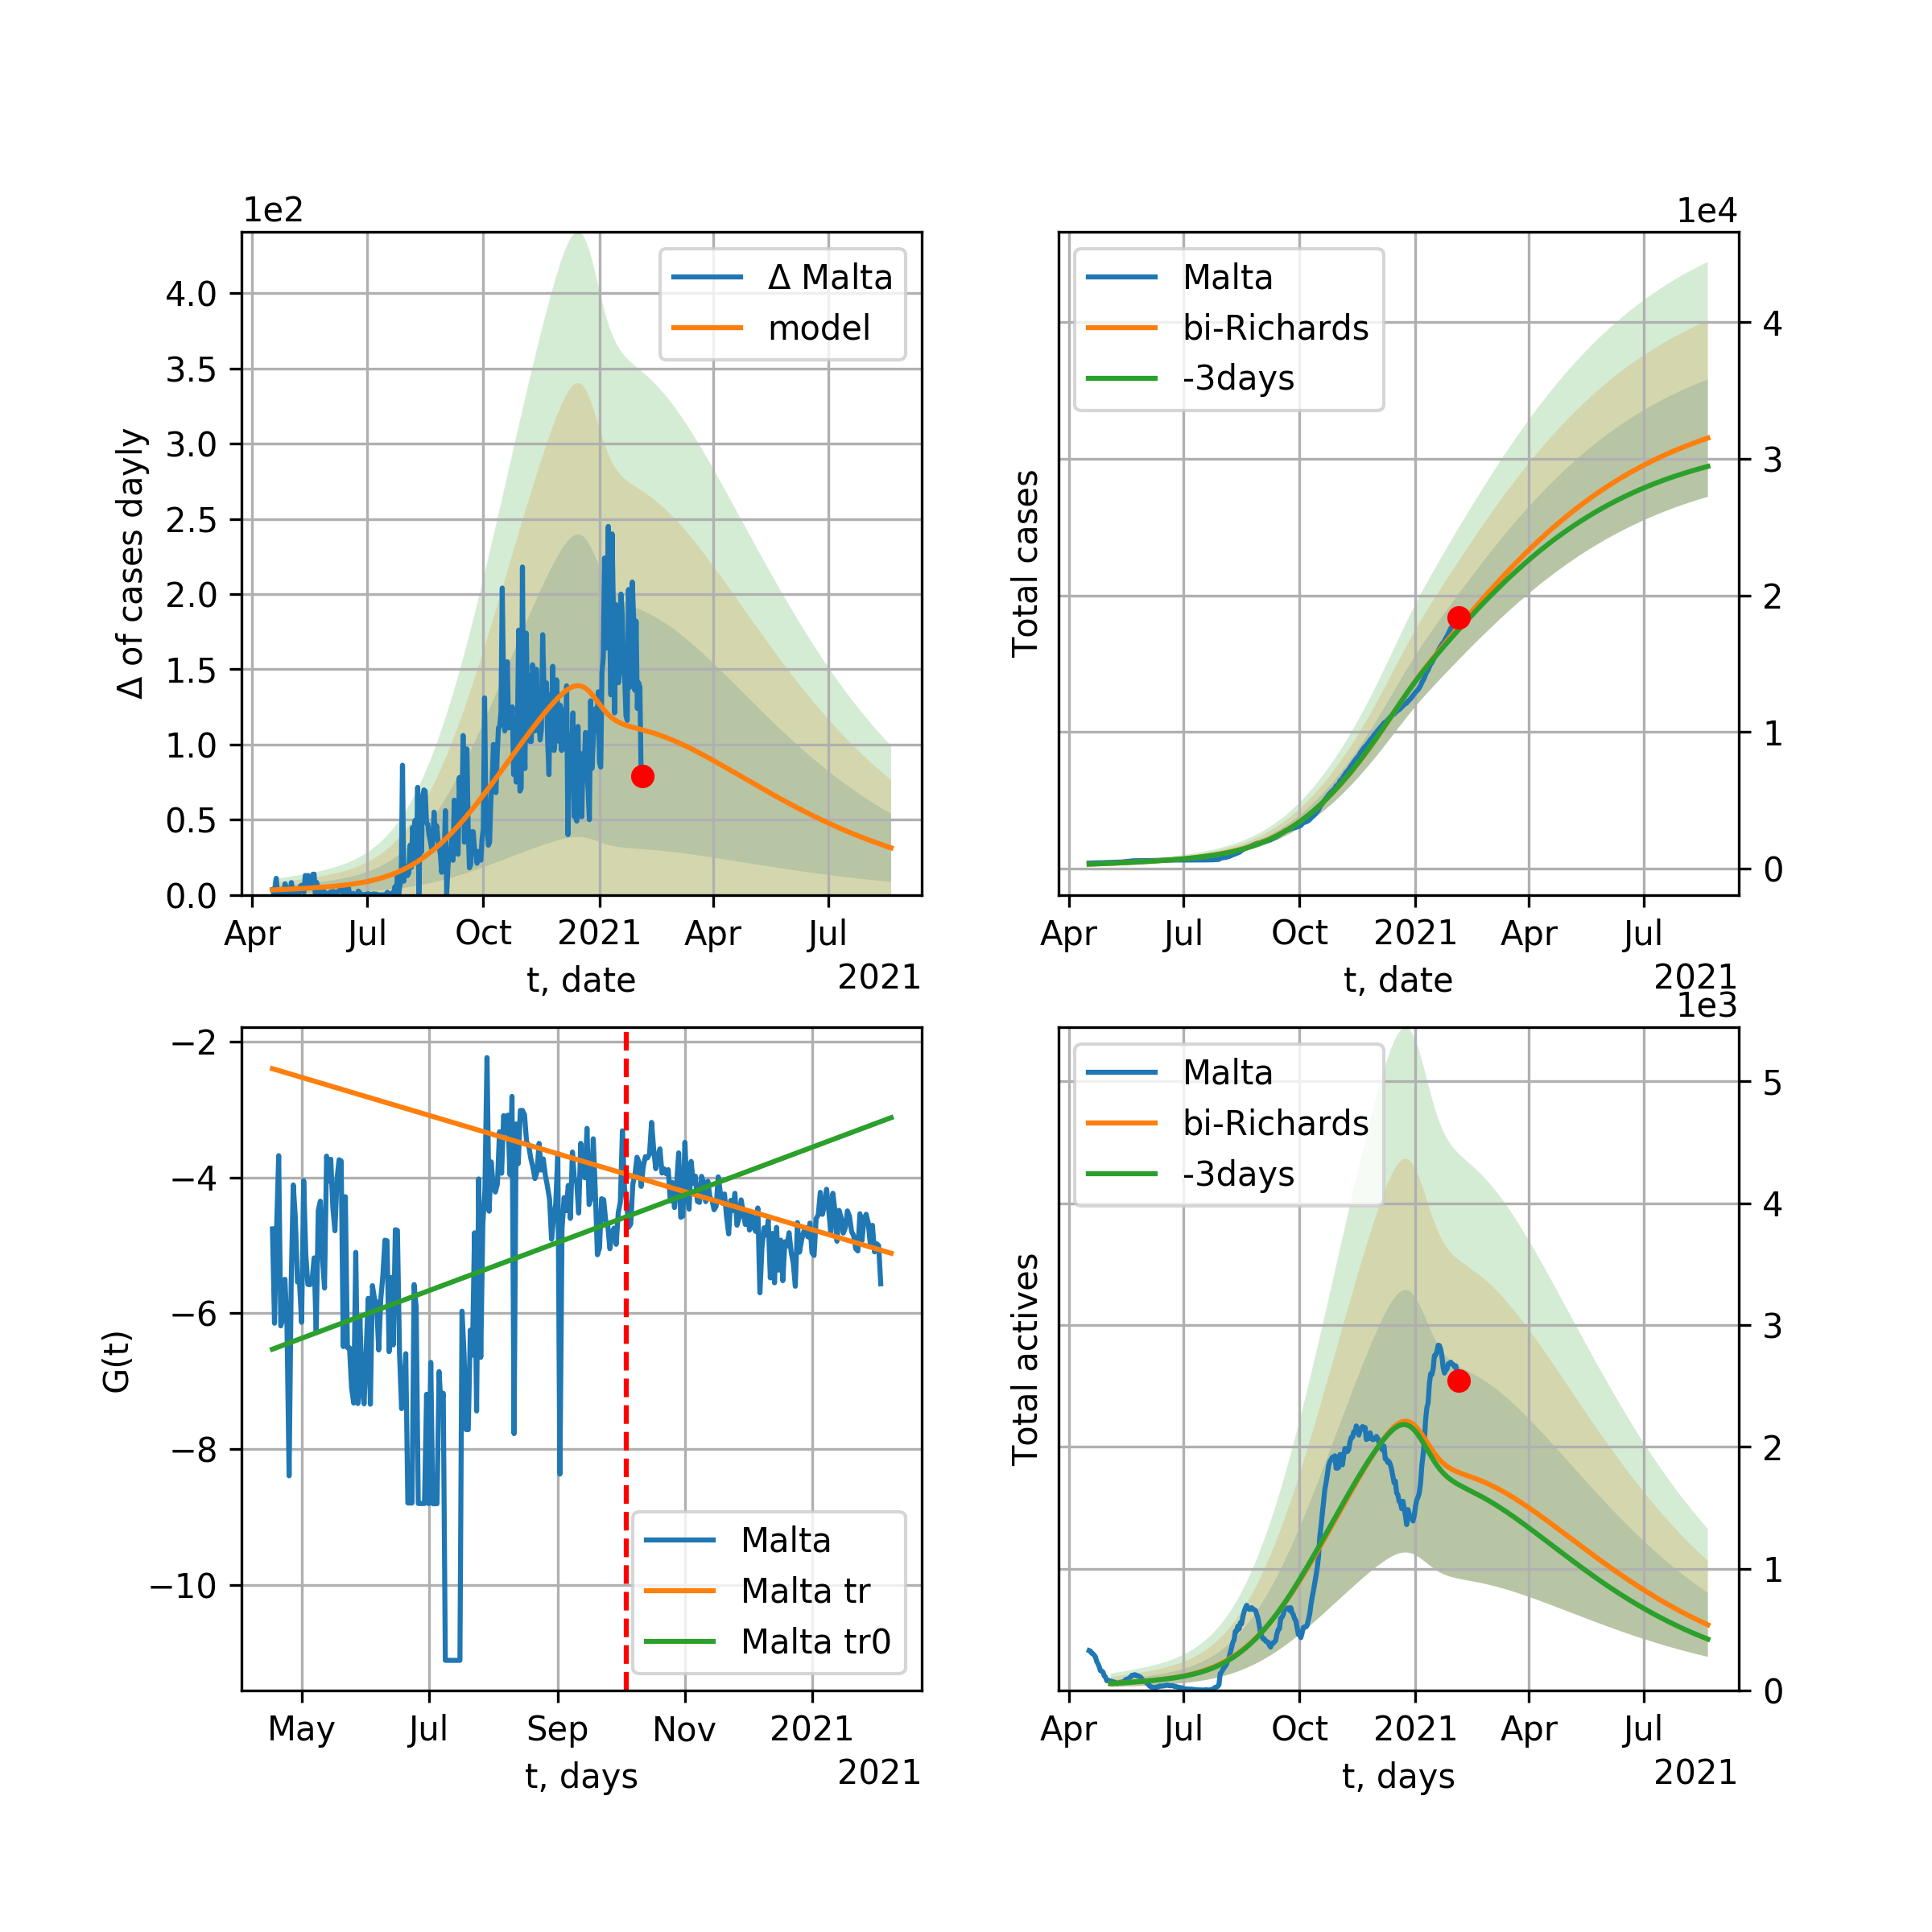 1e2
Δ Malta
model
4.0
3.5
3.0
2.5
2.0
1.5
1.0
0.5
0.0
Δ of cases dayly
Apr Jul Oct 2021 Apr Jul
t, date
2021
1e4
Malta
bi-Richards
-3days
4
3
2
1
0
Total cases
Apr Jul Oct 2021 Apr Jul
t, date
2021
−2
−4
−6
−8
−10
G(t)
Malta
Malta tr
Malta tr0
May Jul Sep Nov 2021
t, days
2021
1e3
Malta
bi-Richards
-3days
5
4
3
2
1
0
Total actives
Apr Jul Oct 2021 Apr Jul
t, days
2021